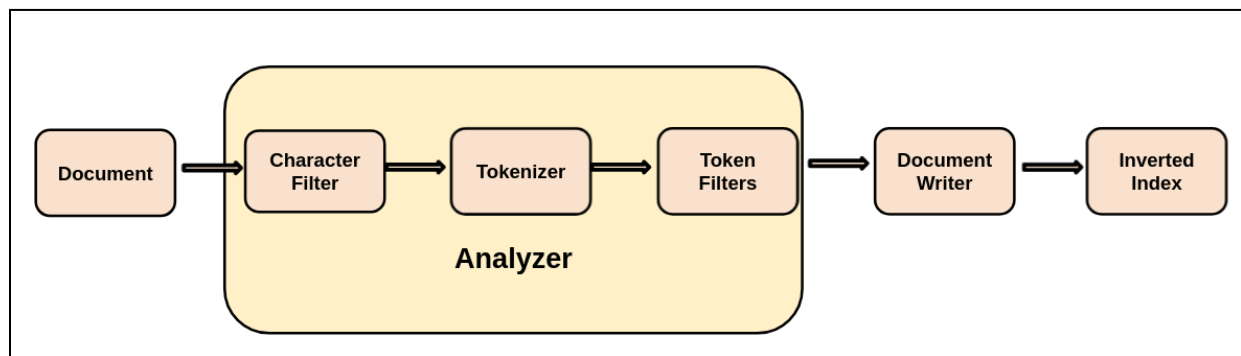 Document
Character
Filter
Tokenizer
Token
Filters
Document
Writer
Inverted
Index
Analyzer